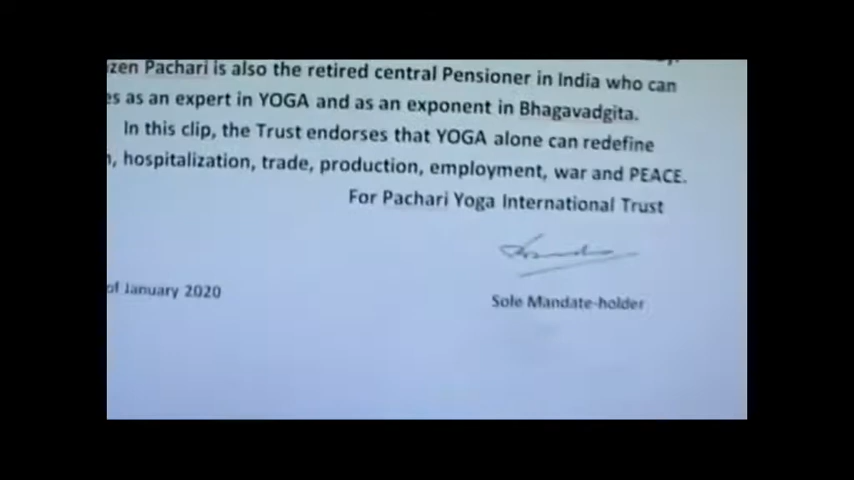 zen Pachari is also the retired central Pensioner in India who can
es as an expert in YOGA and as an exponent in Bhagavadgita.
In this clip, the Trust endorses that YOGA alone can redefine
, hospitalization, trade, production, employment, war and PEACE.
For Pachari Yoga International Trust
of January 2020
Sole Mandate-holder